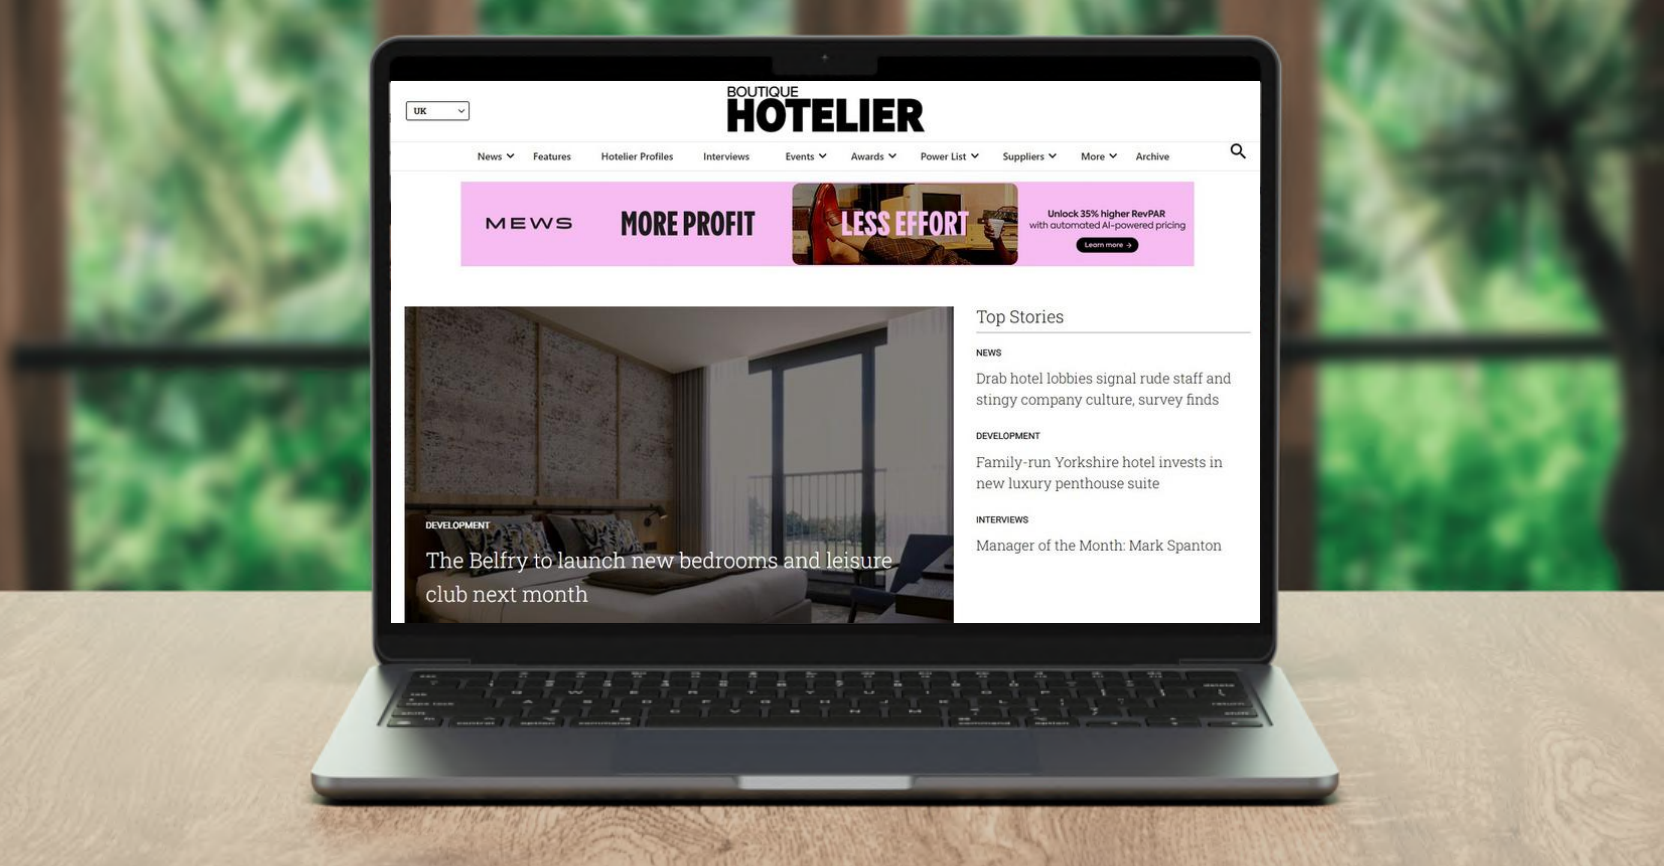 UK
BOUTIQUE
HOTELIER
News
Features
Hotelier Profiles
Interviews
Events
Awards
Power List
Suppliers
More
Archive
MEWS
MORE PROFIT
LESS EFFORT
Unlock 35% higher RevPAR
with automated AI-powered pricing
Learn more →
DEVELOPMENT
The Belfry to launch new bedrooms and leisure
club next month
Top Stories
NEWS
Drab hotel lobbies signal rude staff and
stingy company culture, survey finds
DEVELOPMENT
Family-run Yorkshire hotel invests in
new luxury penthouse suite
INTERVIEWS
Manager of the Month: Mark Spanton